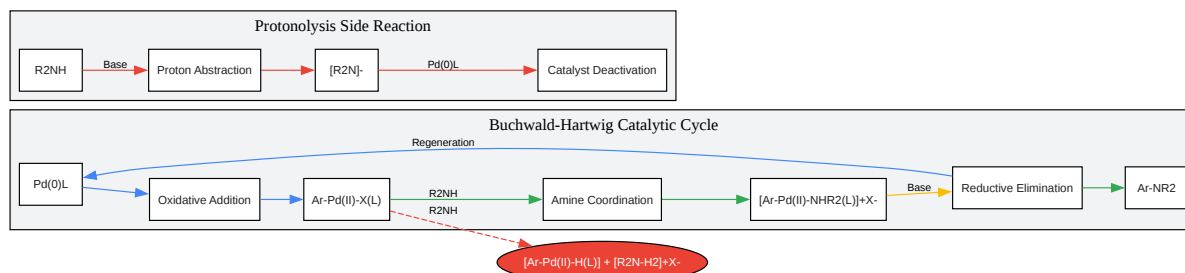 Protonolysis Side Reaction
R2NH
Base
Proton Abstraction
[R2N]-
Pd(0)L
Catalyst Deactivation
Buchwald-Hartwig Catalytic Cycle
Regeneration
Pd(0)L
Oxidative Addition
Ar-Pd(II)-X(L)
R2NH
R2NH
Amine Coordination
[Ar-Pd(II)-NHR2(L)]+X-
Base
Reductive Elimination
Ar-NR2
[Ar-Pd(II)-H(L)] + [R2N-H2]+X-